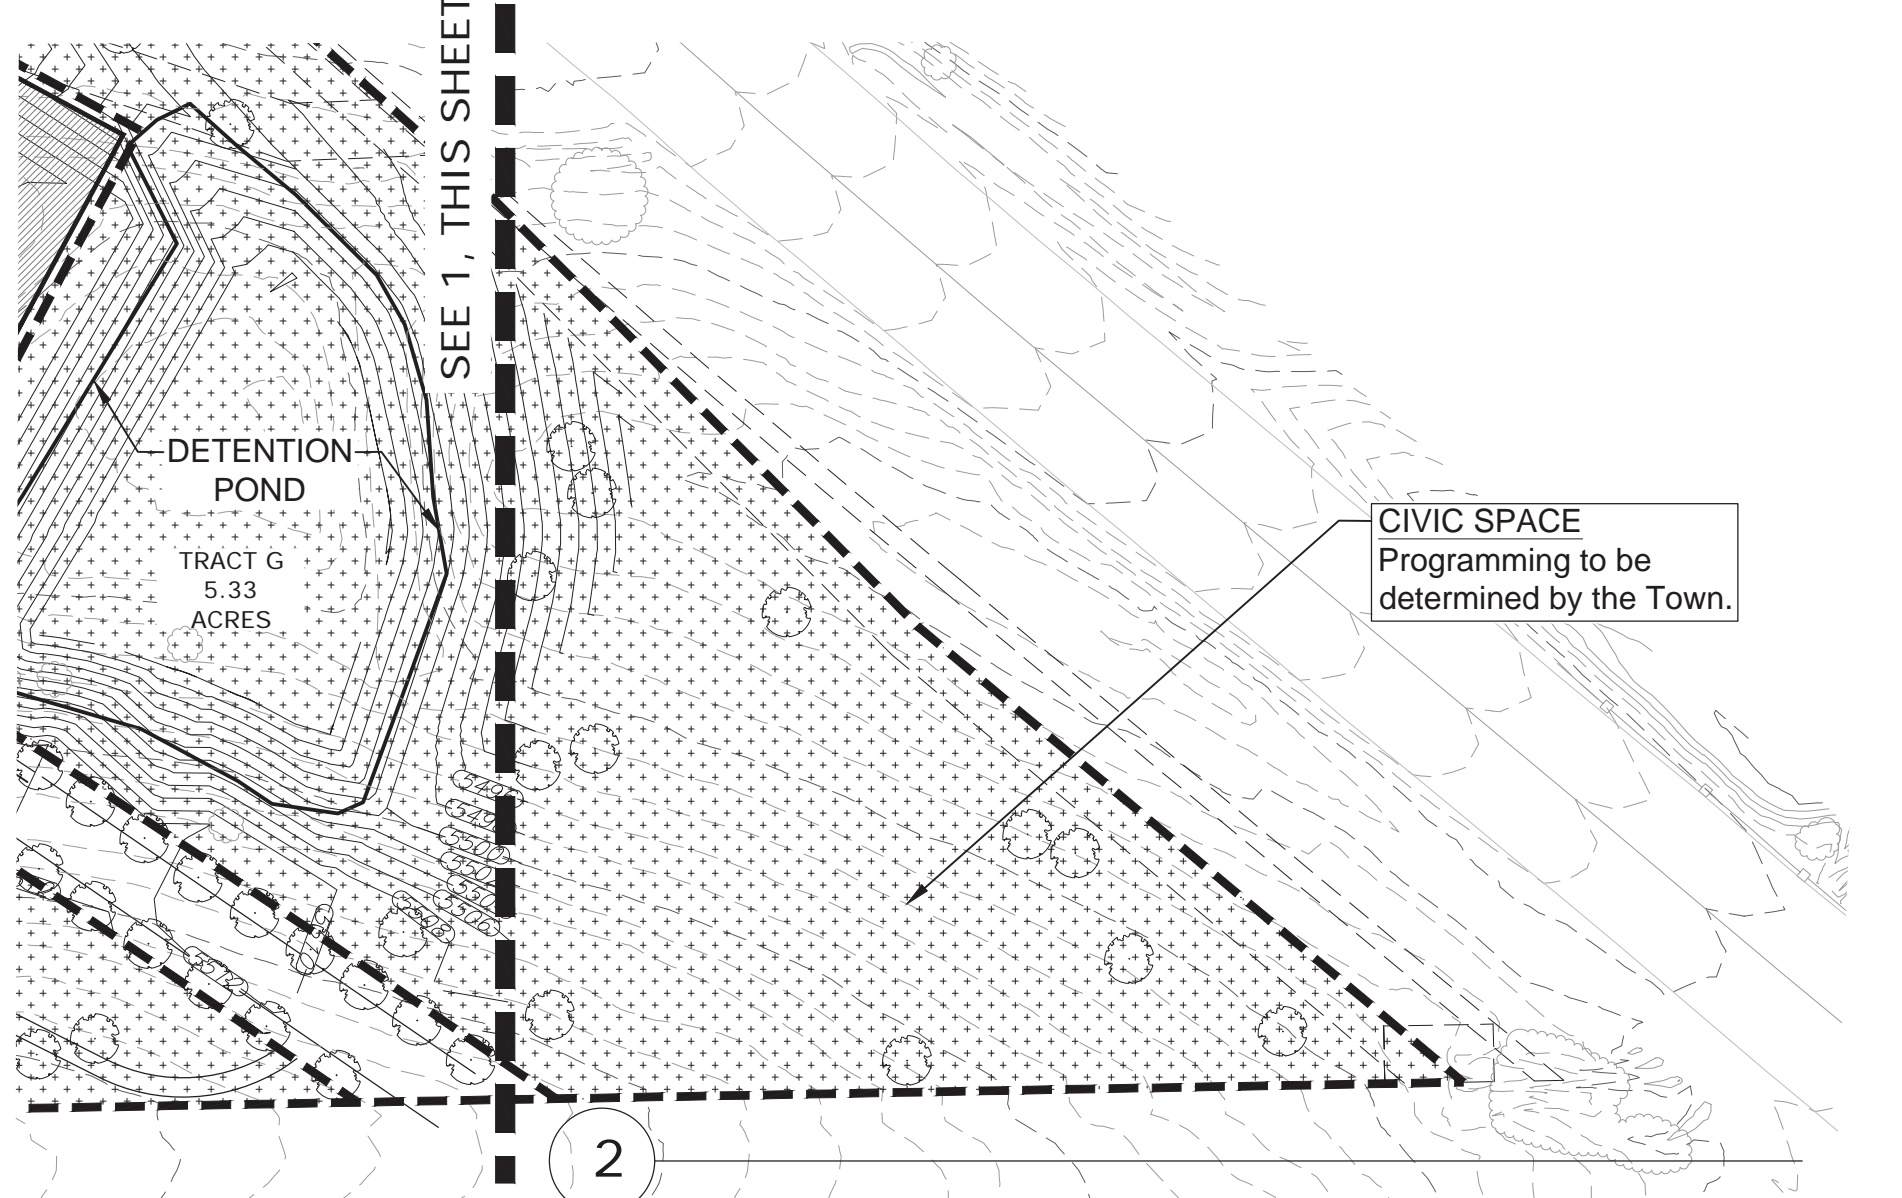 SEE 1, THIS SHEET
DETENTION
POND
TRACT G
5.33
ACRES
CIVIC SPACE
Programming to be
determined by the Town.
2